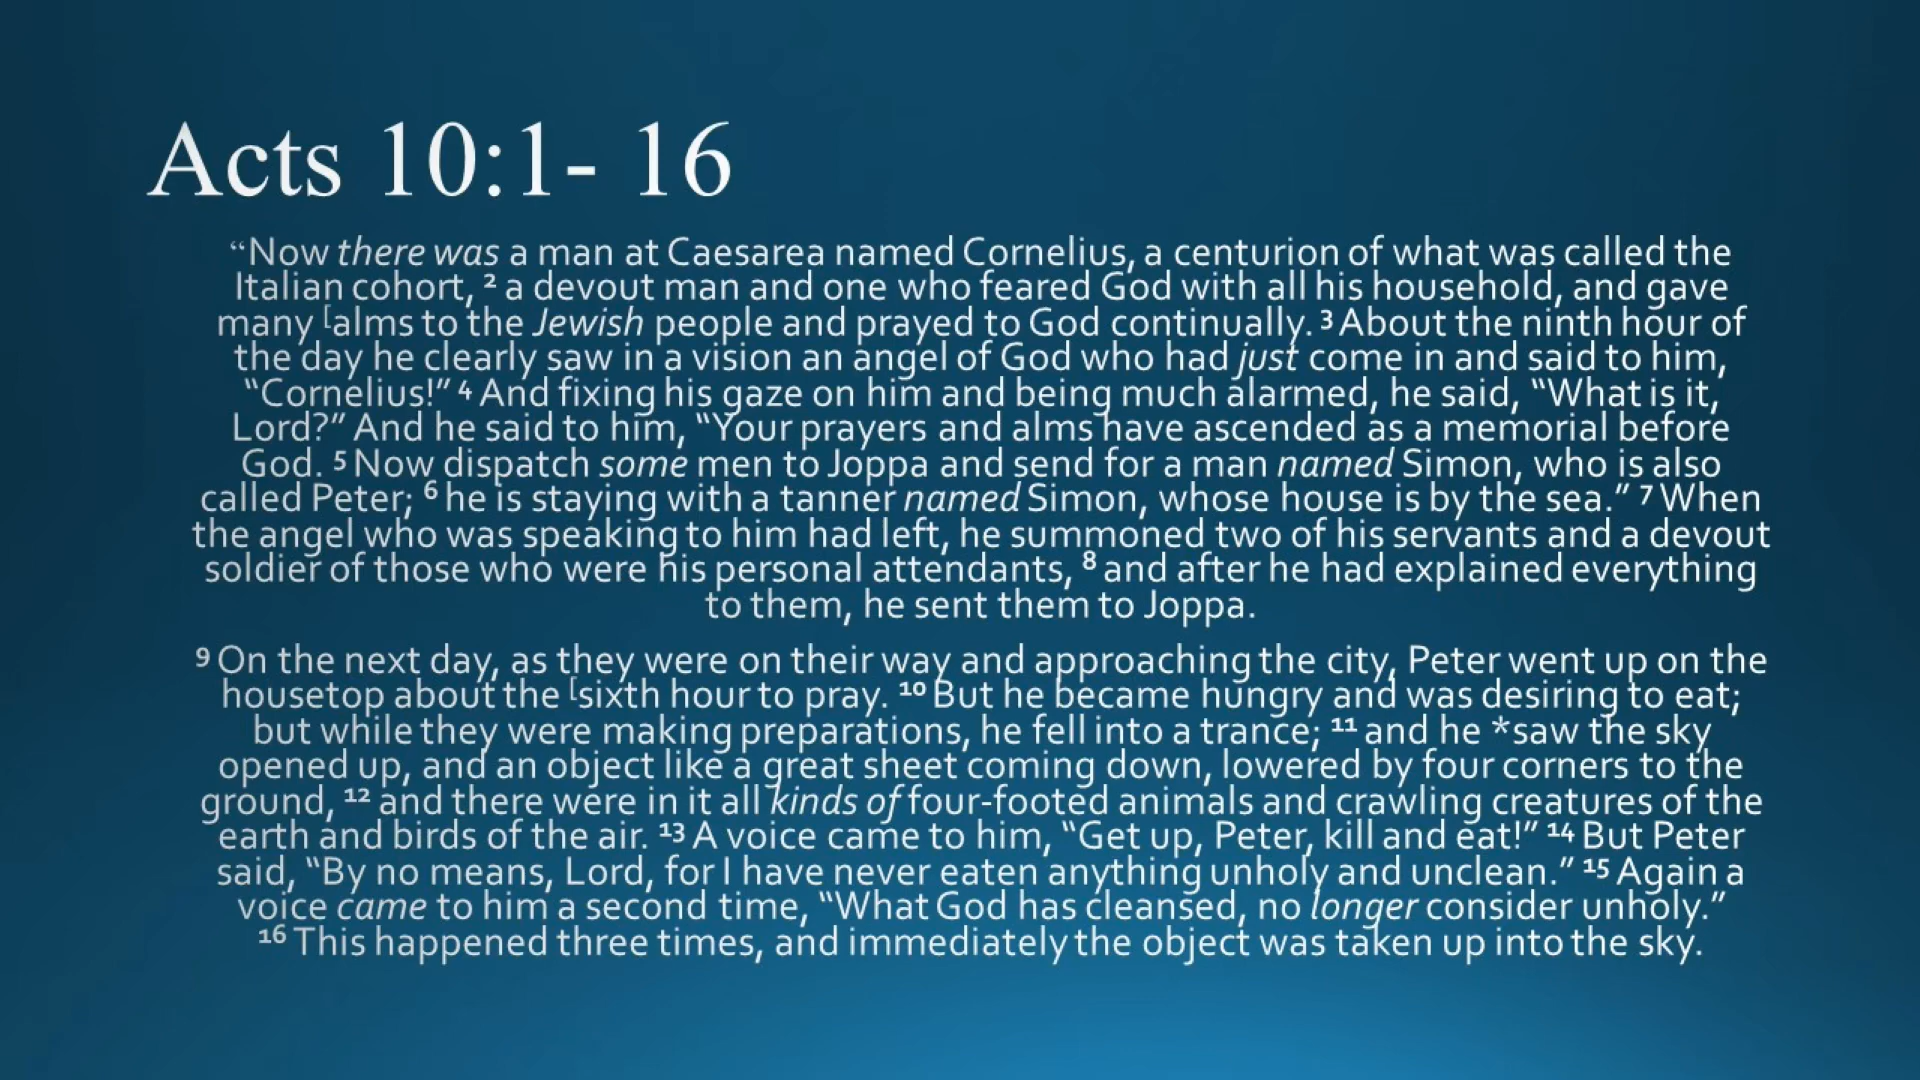 Acts 10:1- 16
“Now there was a man at Caesarea named Cornelius, a centurion of what was called the
Italian cohort, ² a devout man and one who feared God with all his household, and gave
many [alms to the Jewish people and prayed to God continually. ³ About the ninth hour of
the day he clearly saw in a vision an angel of God who had just come in and said to him,
“Cornelius!” ⁴ And fixing his gaze on him and being much alarmed, he said, “What is it,
Lord?” And he said to him, “Your prayers and alms have ascended as a memorial before
God. ⁵ Now dispatch some men to Joppa and send for a man named Simon, who is also
called Peter; ⁶ he is staying with a tanner named Simon, whose house is by the sea.” ⁷ When
the angel who was speaking to him had left, he summoned two of his servants and a devout
soldier of those who were his personal attendants, ⁸ and after he had explained everything
to them, he sent them to Joppa.
⁹ On the next day, as they were on their way and approaching the city, Peter went up on the
housetop about the [sixth hour to pray. ¹⁰ But he became hungry and was desiring to eat;
but while they were making preparations, he fell into a trance; ¹¹ and he *saw the sky
opened up, and an object like a great sheet coming down, lowered by four corners to the
ground, ¹² and there were in it all kinds of four-footed animals and crawling creatures of the
earth and birds of the air. ¹³ A voice came to him, “Get up, Peter, kill and eat!” ¹⁴ But Peter
said, “By no means, Lord, for I have never eaten anything unholy and unclean.” ¹⁵ Again a
voice came to him a second time, “What God has cleansed, no longer consider unholy.”
¹⁶ This happened three times, and immediately the object was taken up into the sky.